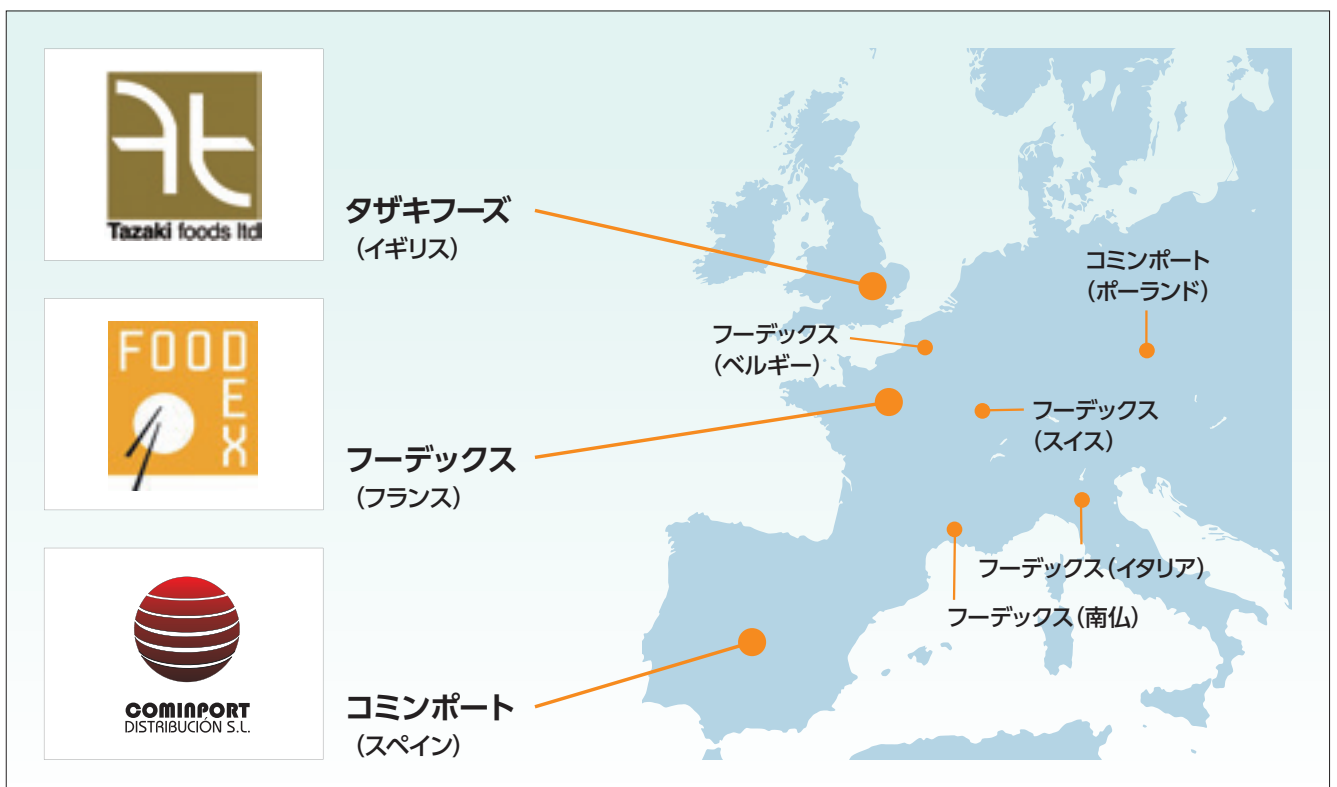 Tazaki foods ltd
タザキフーズ
（イギリス）
FOOD
DEX
フーデックス
（フランス）
COMINPORT
DISTRIBUCIÓN S.L.
コミンポート
（スペイン）
コミンポート
（ポーランド）
フーデックス
（ベルギー）
フーデックス
（スイス）
フーデックス（イタリア）
フーデックス（南仏）